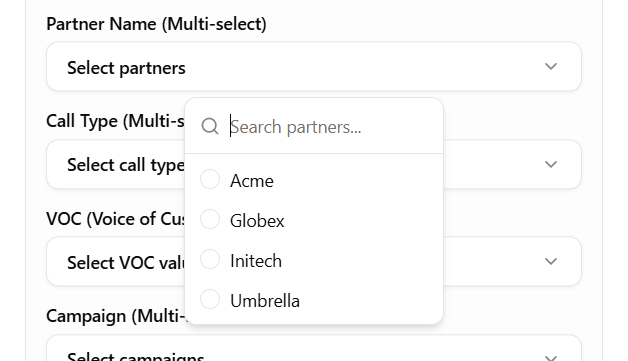 Partner Name (Multi-select)
Select partners
Search partners...
Call Type (Multi-s
Select call type
Acme
Globex
VOC (Voice of Cus
Select VOC val
Initech
Umbrella
Campaign (Multi-
Select campaigns